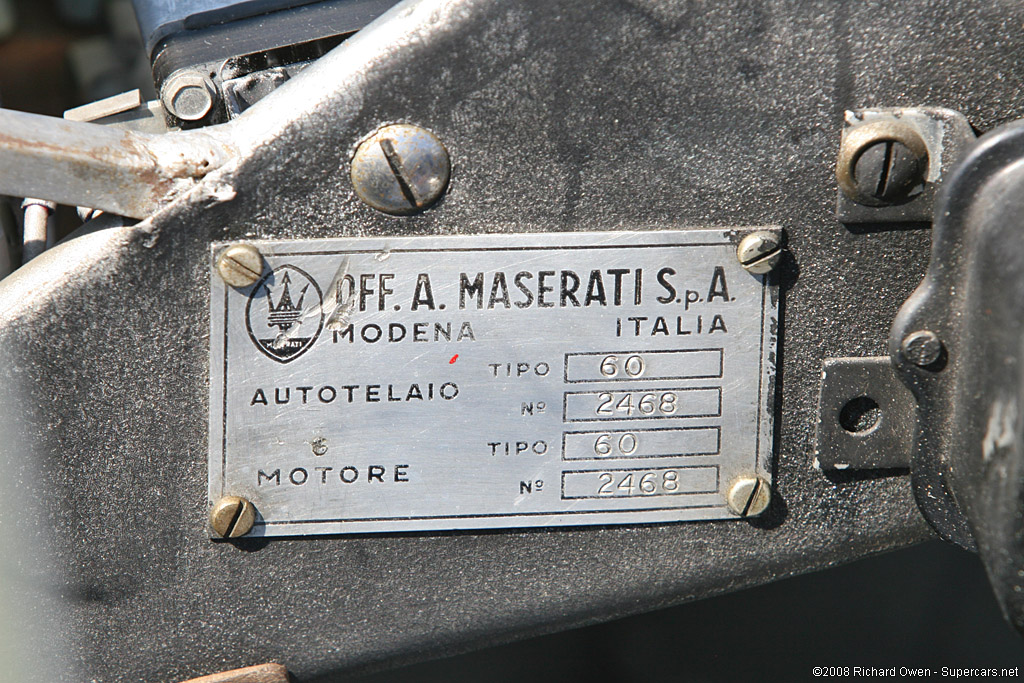 OFF. A. MASERATI S.p.A.
MODENA ITALIA
MASERATI
AUTOTELAIO TIPO 60
Nº 2468
MOTORE TIPO 60
Nº 2468
©2008 Richard Owen - Supercars.net